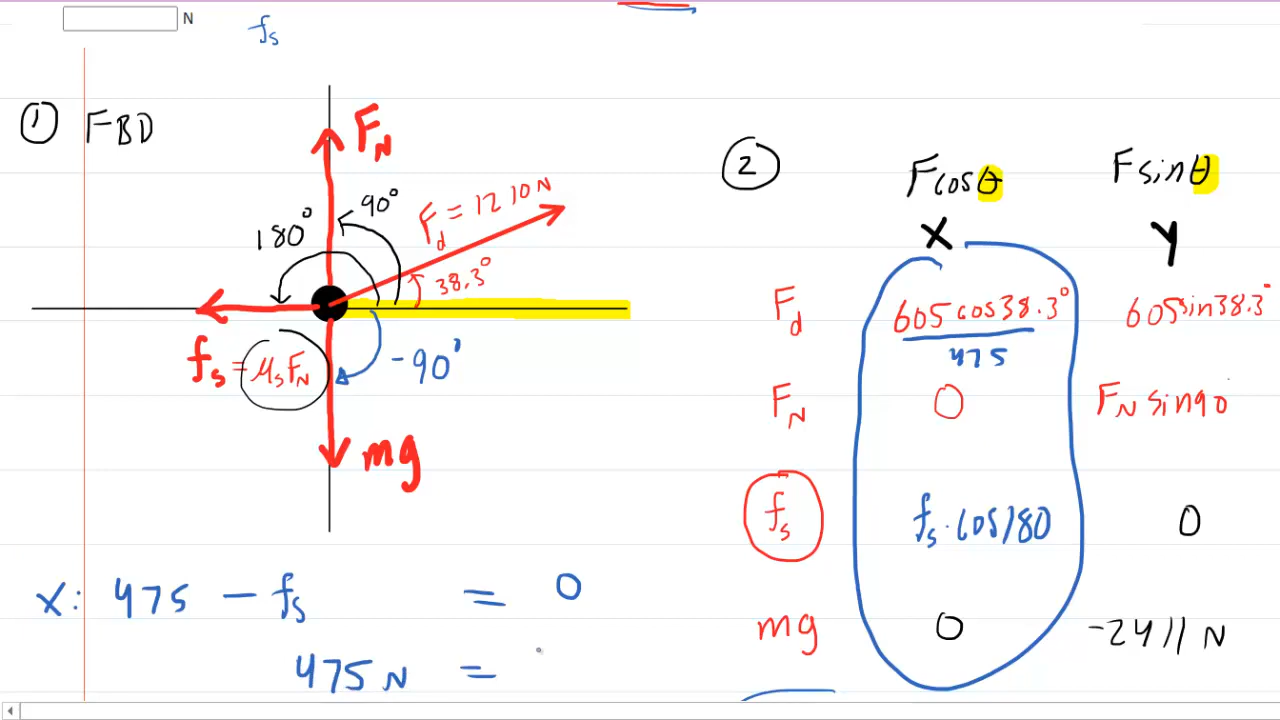 N
fs
① FBD
FN
90°
180°
Fd = 1210N
38.3°
fs = μsFN
-90°
mg
②
Fcosθ Fsinθ
X Y
Fd 605cos38.3° 605sin38.3°
475
FN 0 FN sin90
fs fs·cos180 0
mg 0 -2411 N
x: 475 - fs = 0
475 N =